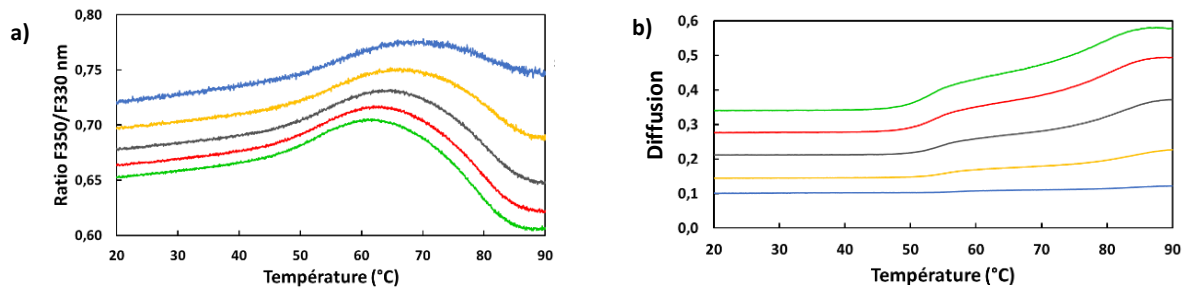 a)
Ratio F350/F330 nm
0,80
0,75
0,70
0,65
0,60
20 30 40 50 60 70 80 90
Température (°C)
b)
Diffusion
0,6
0,5
0,4
0,3
0,2
0,1
0,0
20 30 40 50 60 70 80 90
Température (°C)